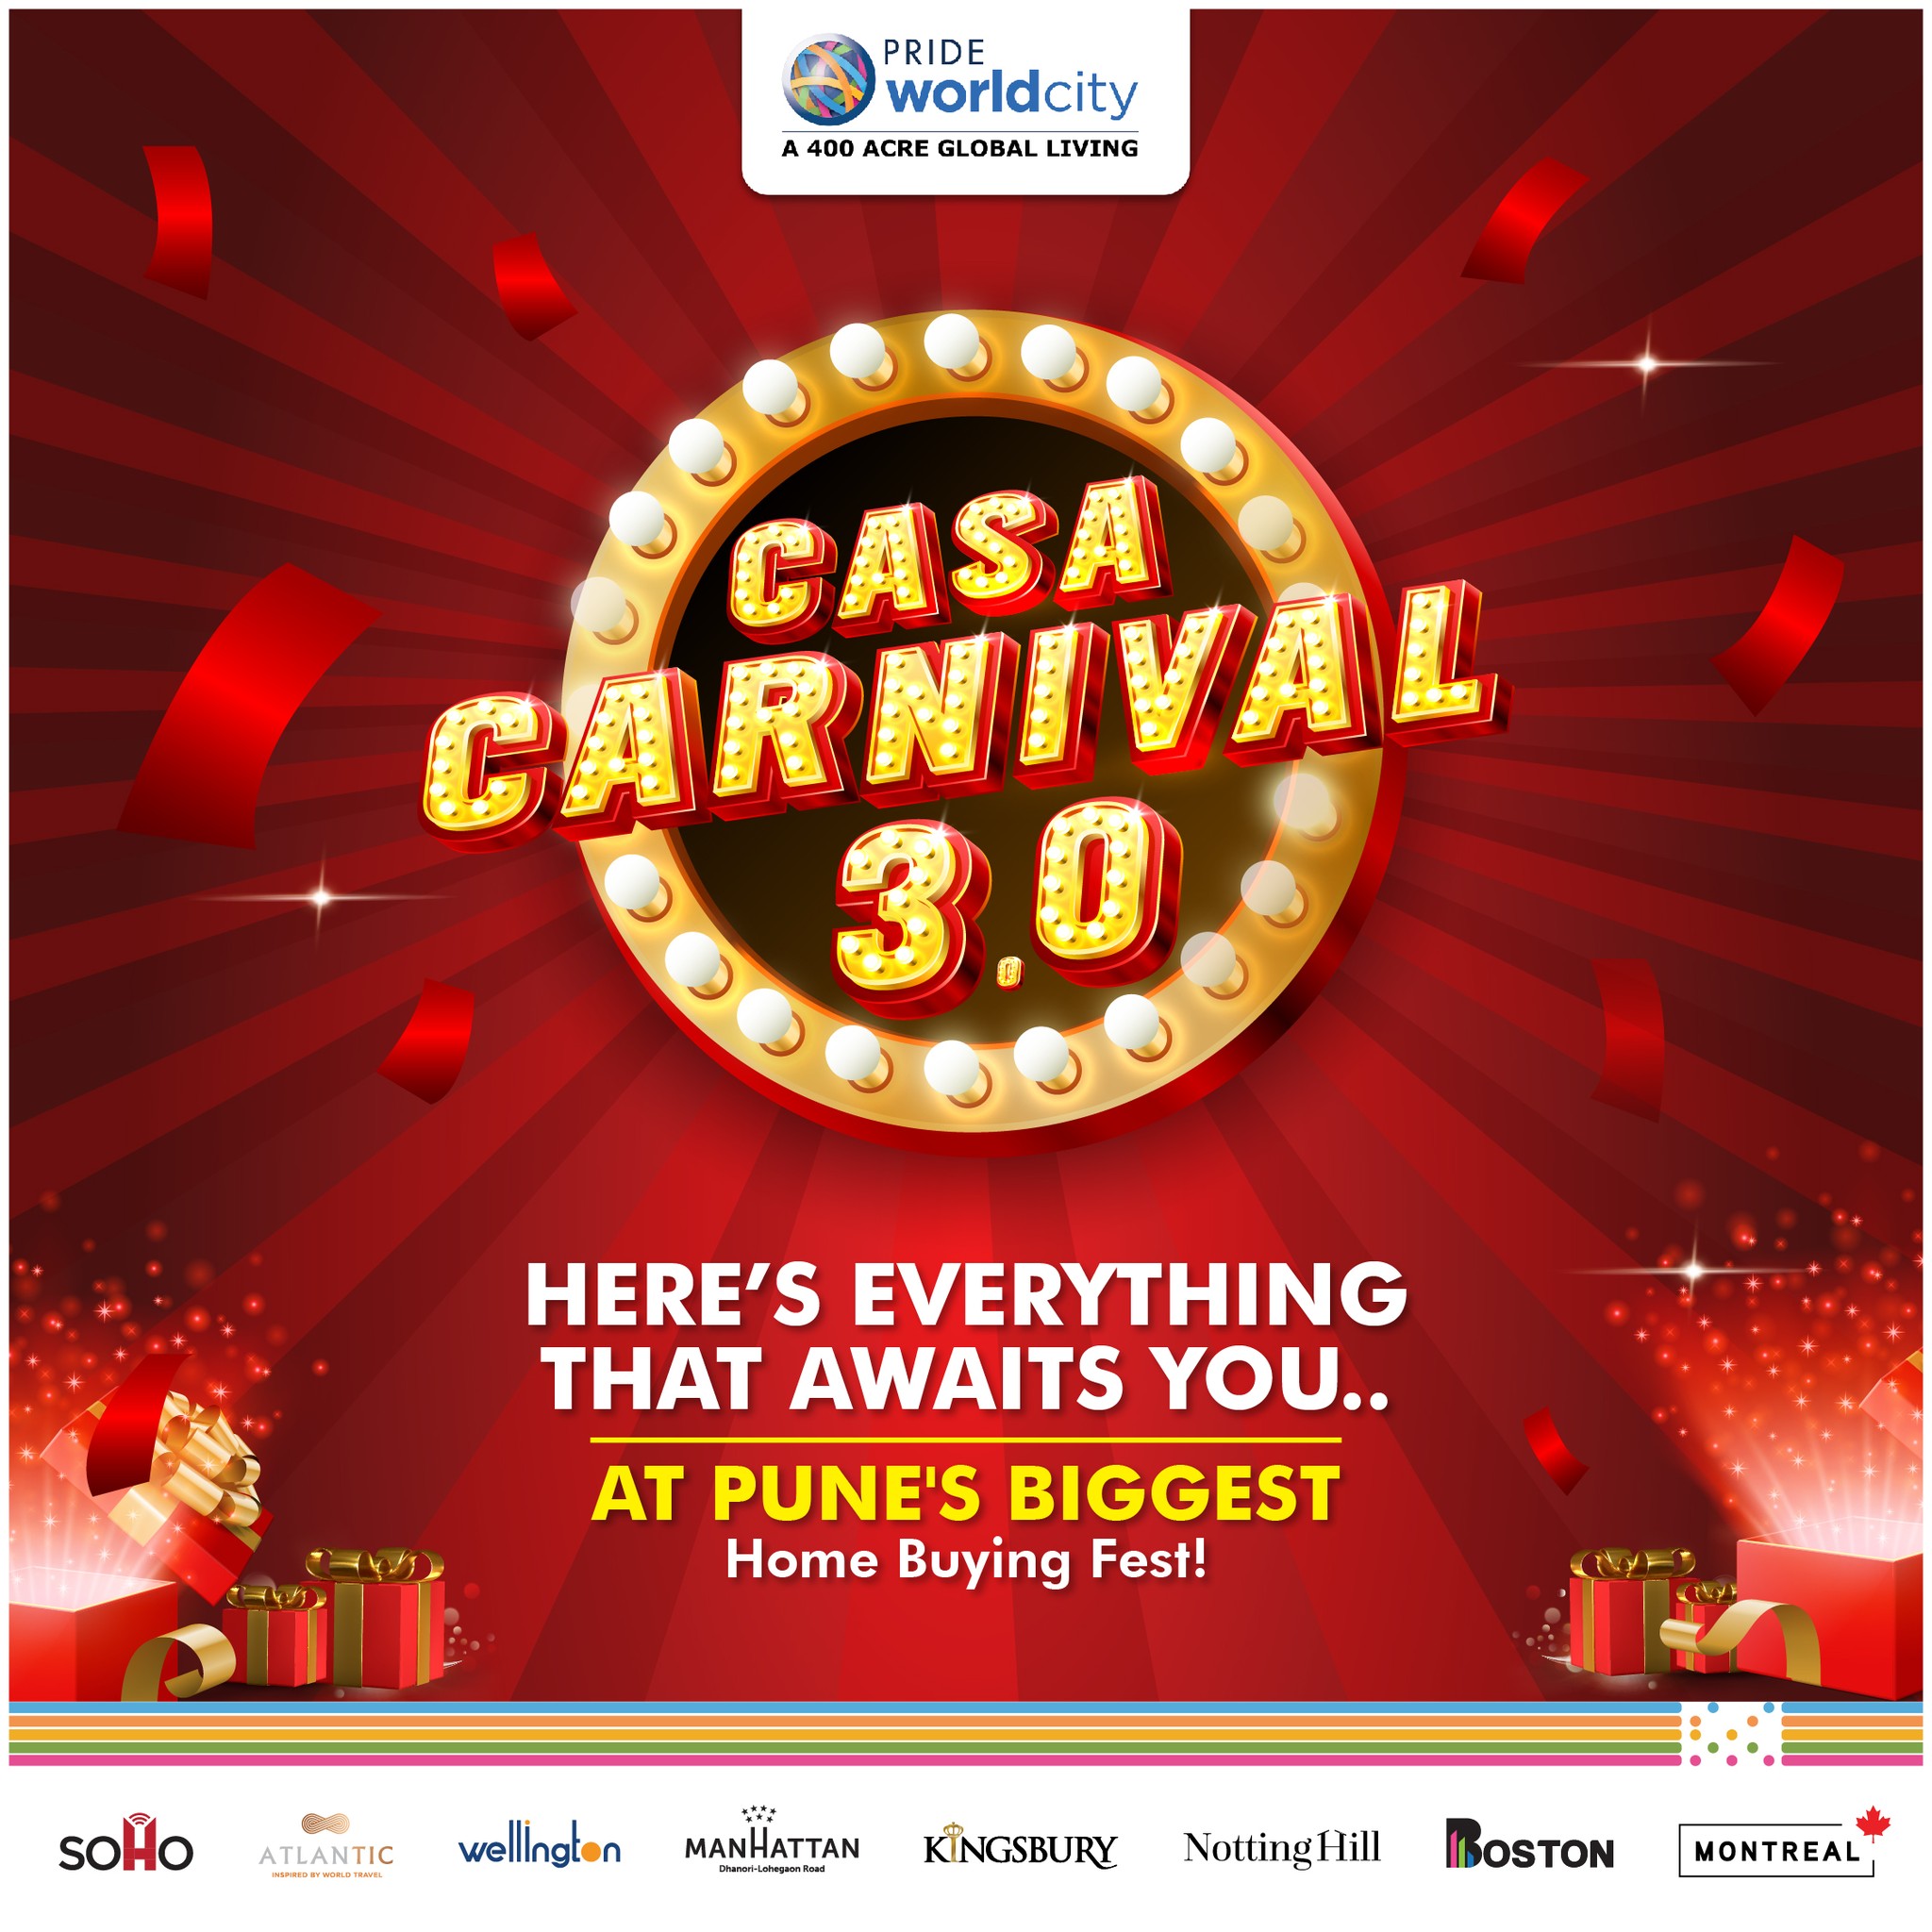 PRIDE
worldcity
A 400 ACRE GLOBAL LIVING
CASA
CARNIVAL
3.0
HERE’S EVERYTHING
THAT AWAITS YOU..
AT PUNE'S BIGGEST
Home Buying Fest!
SOHO
ATLANTIC
INSPIRED BY WORLD TRAVEL
wellington
MANHATTAN
Dhanori-Lohegaon Road
KINGSBURY
Notting Hill
BOSTON
MONTREAL